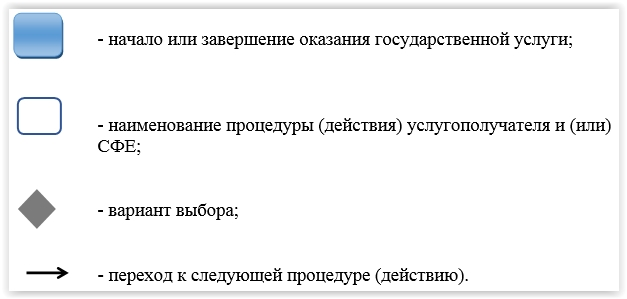 - начало или завершение оказания государственной услуги;
- наименование процедуры (действия) услугополучателя и (или)
СФЕ;
- вариант выбора;
- переход к следующей процедуре (действию).